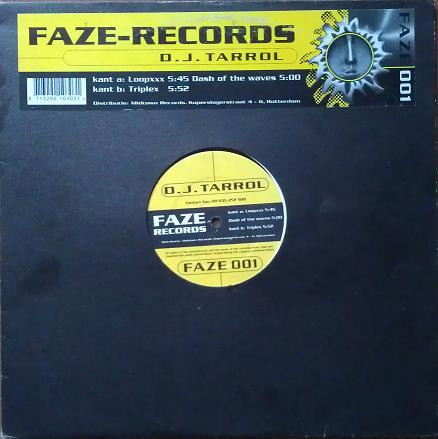 FAZE-RECORDS
D.J. TARROL
kant a: Loopxxx 5:45 Dash of the waves 5:00
kant b: Triplex 5:52
Distributie: Midtown Records, Koperslagerstraat 4 - 6, Rotterdam
FAZE 001
D.J. TARROL
FAZE
RECORDS
kant a: Loopxxx 5:45
Dash of the waves 5:00
kant b: Triplex 5:52
FAZE 001